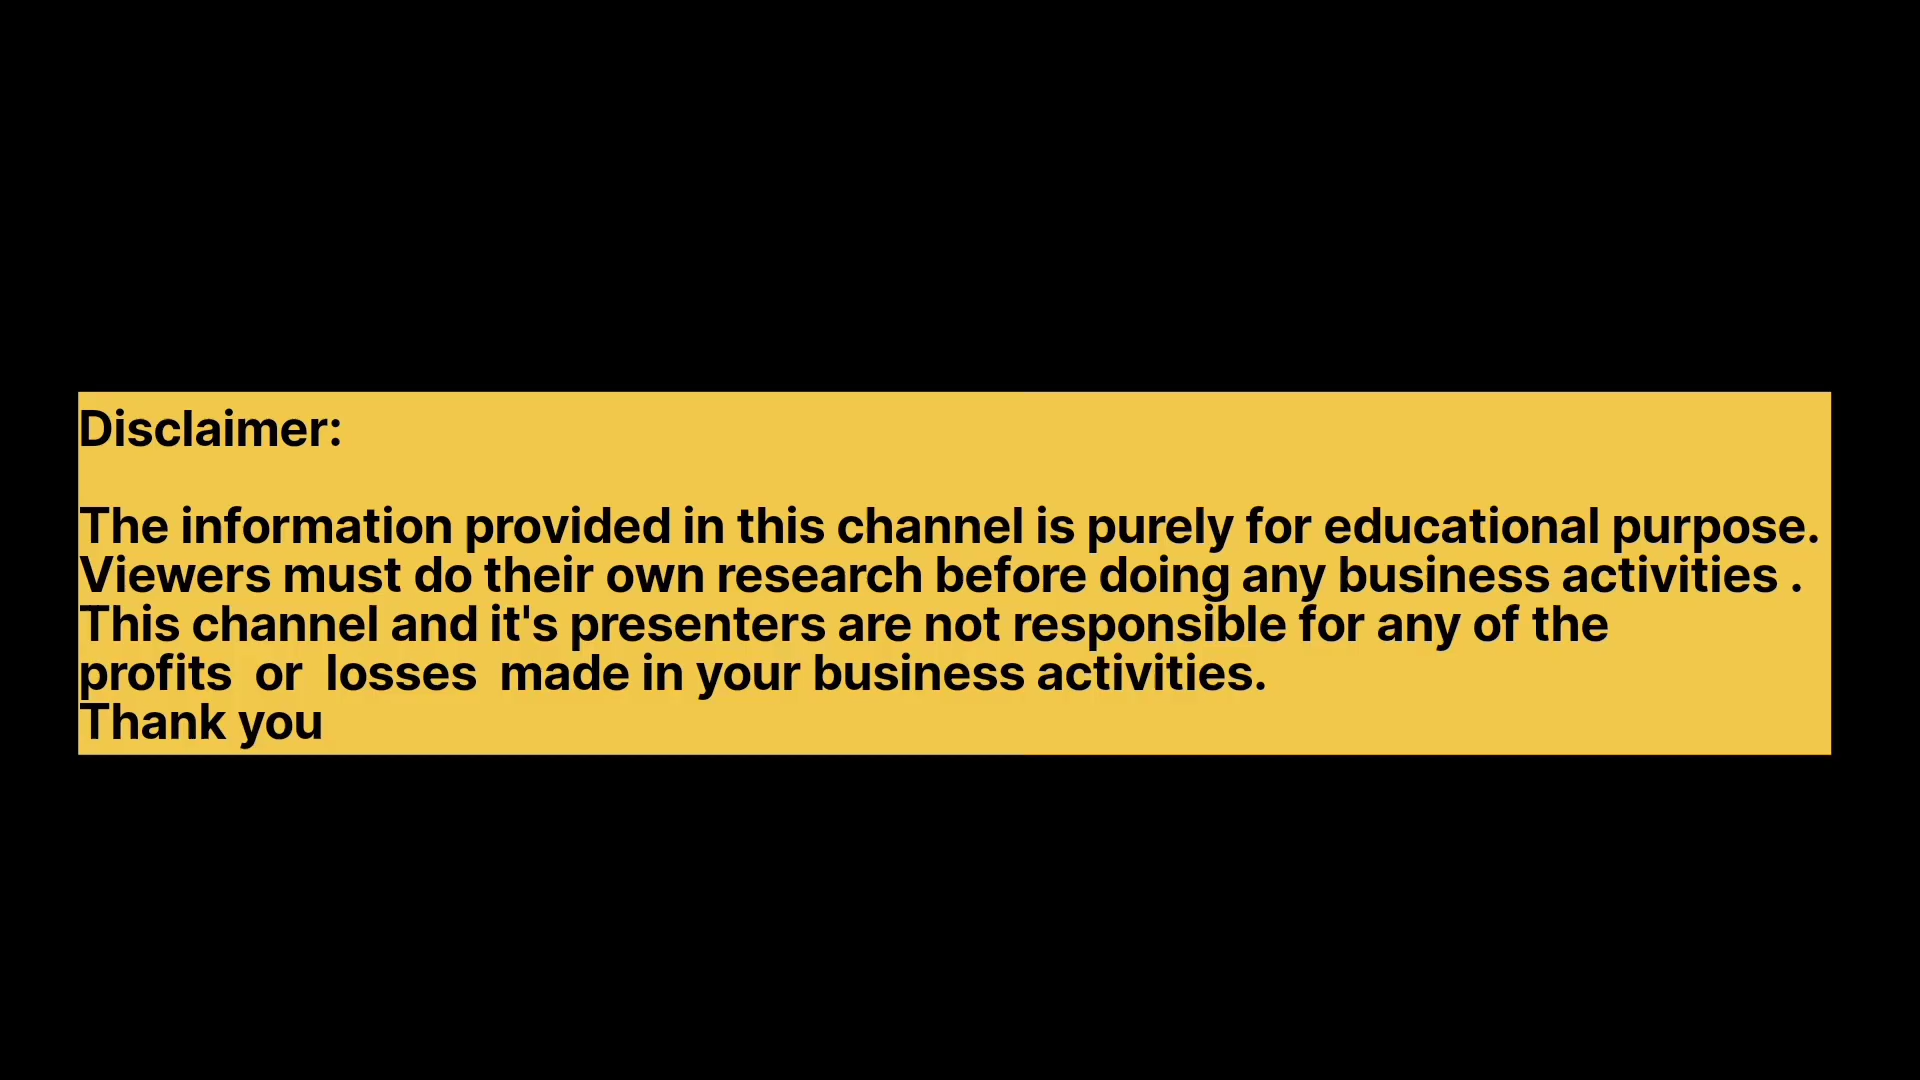 Disclaimer:
The information provided in this channel is purely for educational purpose.
Viewers must do their own research before doing any business activities .
This channel and it's presenters are not responsible for any of the
profits  or  losses  made in your business activities.
Thank you